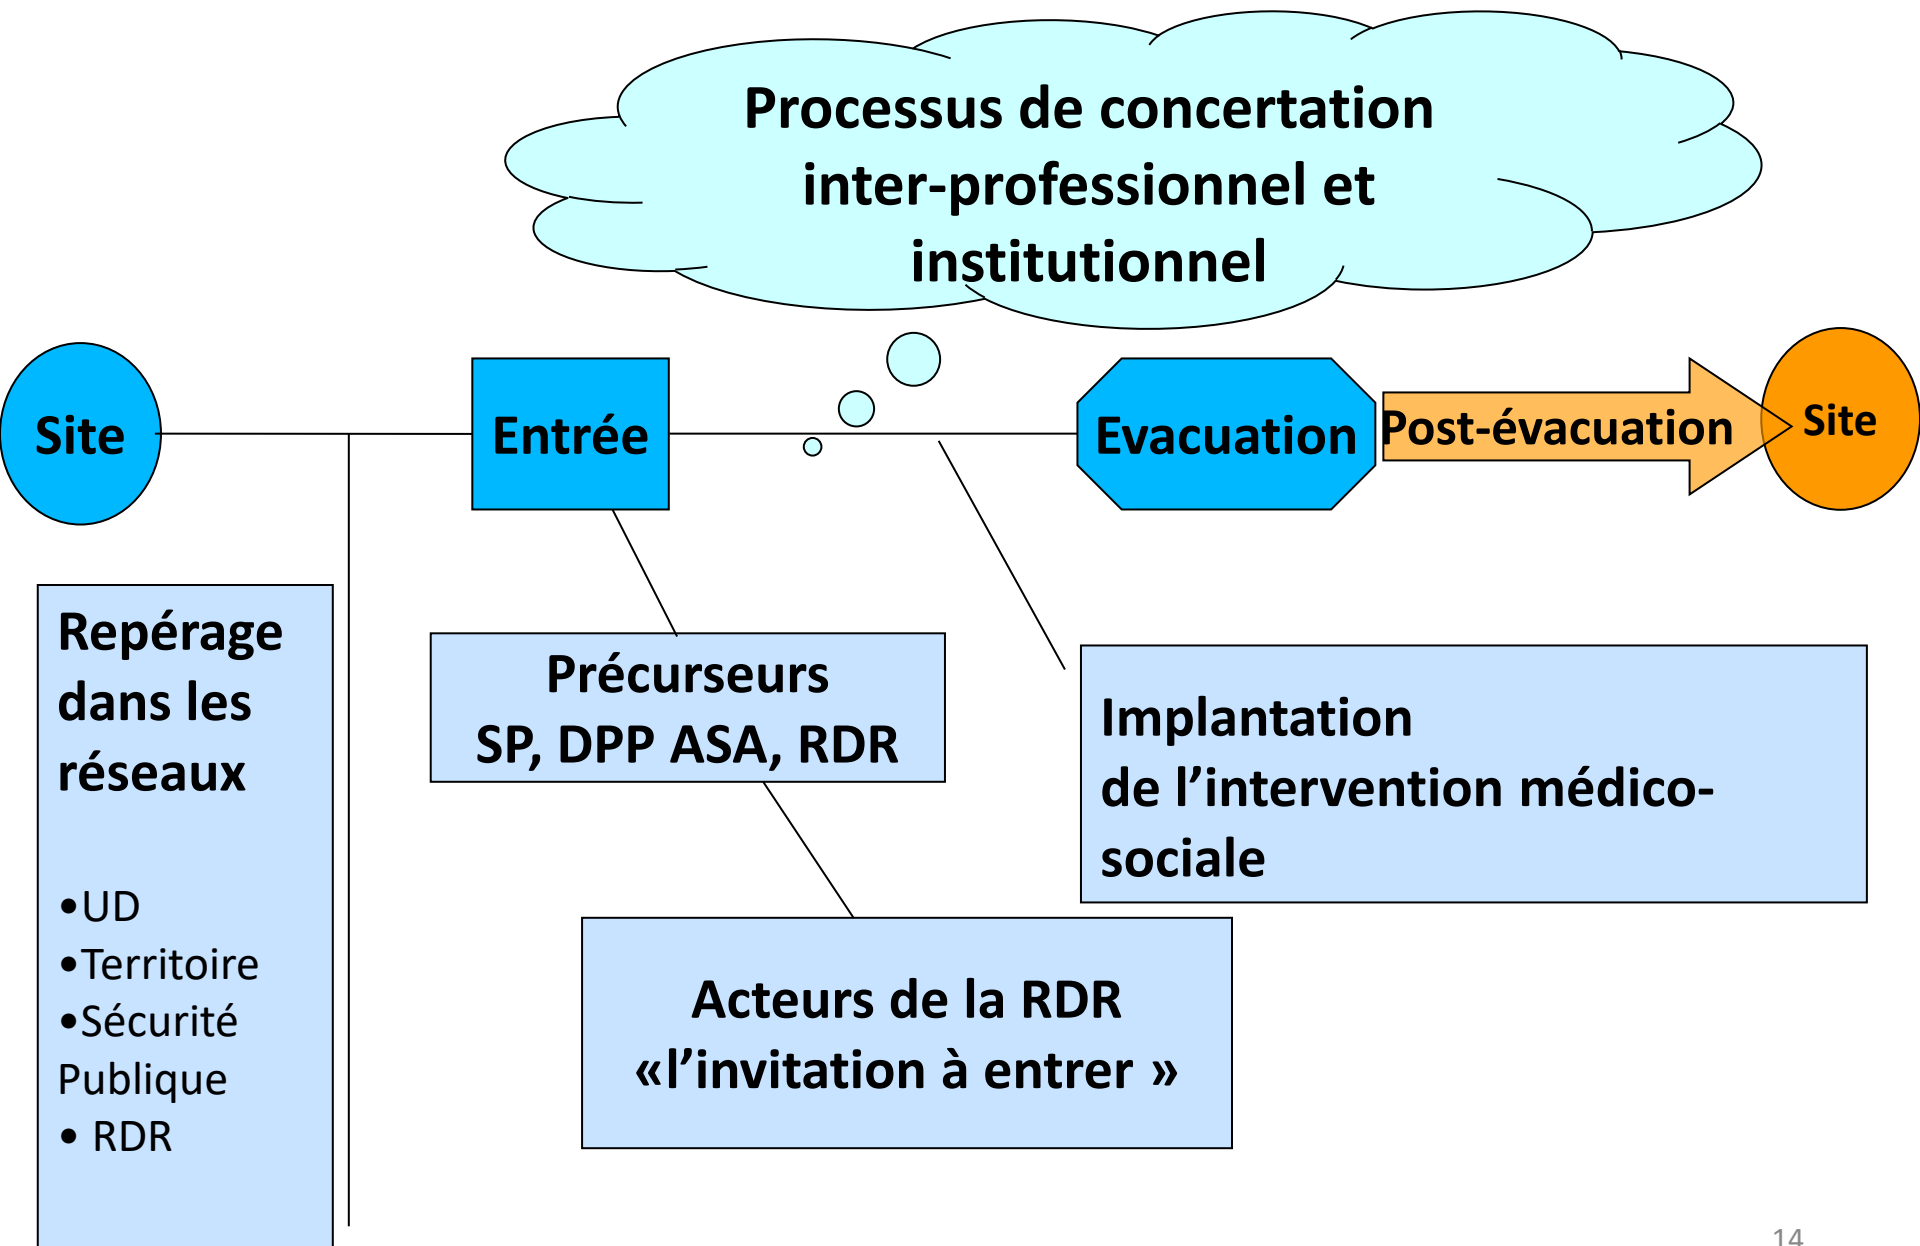 Processus de concertation
inter-professionnel et
institutionnel
Site
Entrée
Evacuation
Post-évacuation
Site
Repérage
dans les
réseaux
•UD
•Territoire
•Sécurité
Publique
• RDR
Précurseurs
SP, DPP ASA, RDR
Implantation
de l’intervention médico-
sociale
Acteurs de la RDR
«l’invitation à entrer »
14